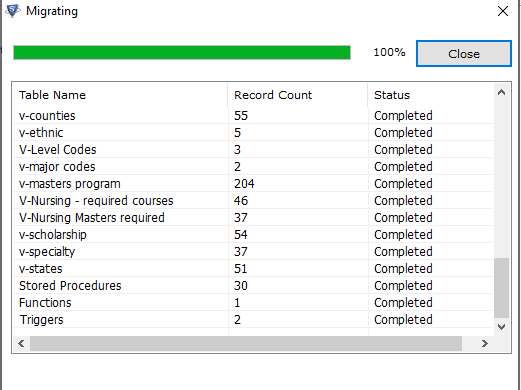 Migrating
100% Close
Table Name Record Count Status
v-counties 55 Completed
v-ethnic 5 Completed
V-Level Codes 3 Completed
v-major codes 2 Completed
v-masters program 204 Completed
V-Nursing - required courses 46 Completed
V-Nursing Masters required 37 Completed
v-scholarship 54 Completed
v-specialty 37 Completed
v-states 51 Completed
Stored Procedures 30 Completed
Functions 1 Completed
Triggers 2 Completed